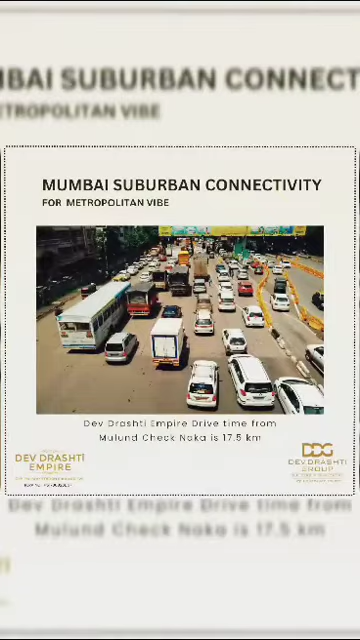 BAI SUBURBAN CONNECT
ETROPOLITAN VIBE
MUMBAI SUBURBAN CONNECTIVITY
FOR METROPOLITAN VIBE
Dev Drashti Empire Drive time from
Mulund Check Naka is 17.5 km
DEV DRASHTI
EMPIRE
DDG
DEV DRASHTI
GROUP
Dev Drashti Empire Drive time from
Mulund Check Naka is 17.5 km